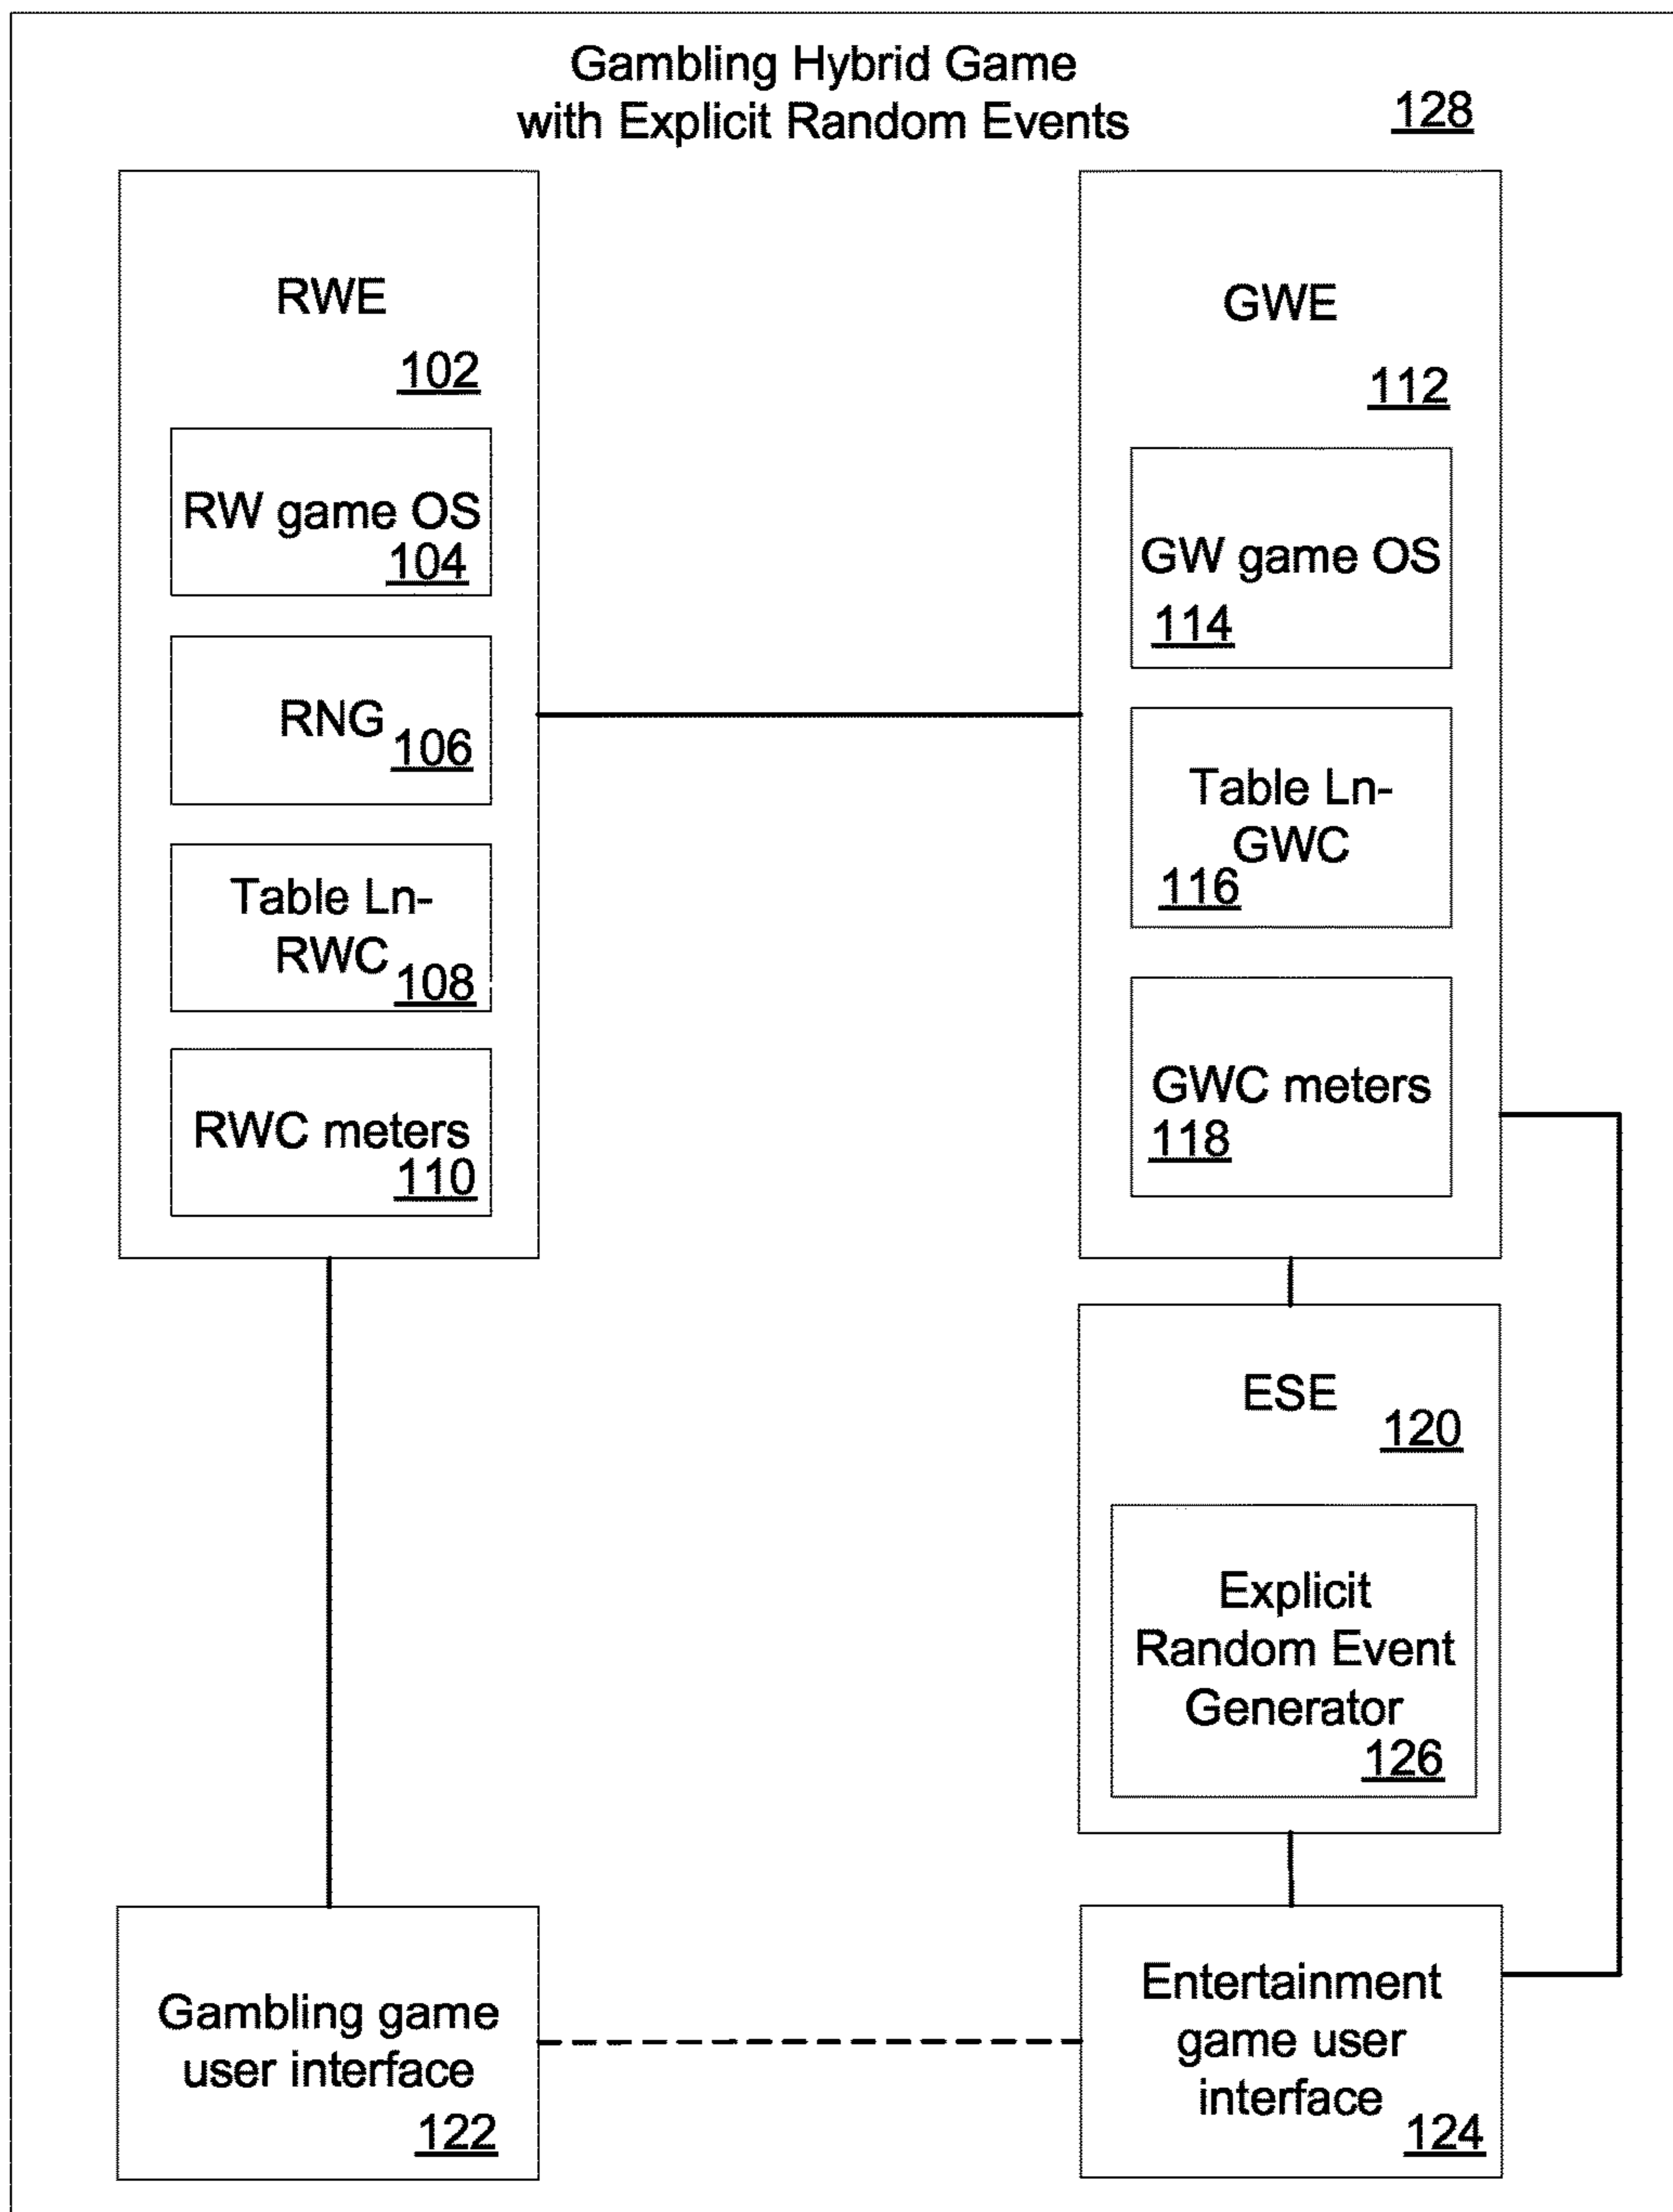 Gambling Hybrid Game
with Explicit Random Events
128
RWE
102
RW game OS
104
RNG
106
Table Ln-
RWC
108
RWC meters
110
GWE
112
GW game OS
114
Table Ln-
GWC
116
GWC meters
118
ESE
120
Explicit
Random Event
Generator
126
Gambling game
user interface
122
Entertainment
game user
interface
124